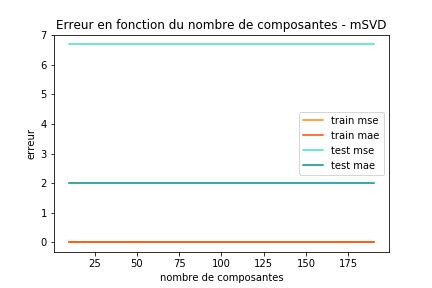 Erreur en fonction du nombre de composantes - mSVD
7
6
5
4
3
2
1
0
erreur
train mse
train mae
test mse
test mae
25 50 75 100 125 150 175
nombre de composantes